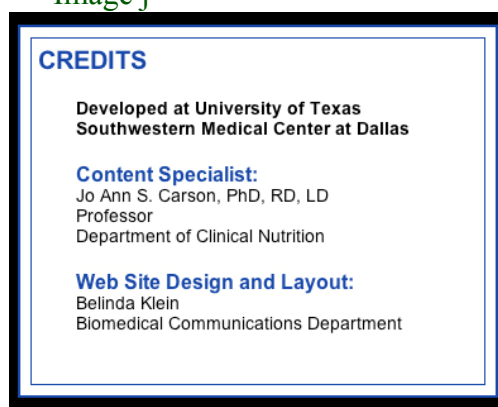 Image j
CREDITS
Developed at University of Texas
Southwestern Medical Center at Dallas
Content Specialist:
Jo Ann S. Carson, PhD, RD, LD
Professor
Department of Clinical Nutrition
Web Site Design and Layout:
Belinda Klein
Biomedical Communications Department